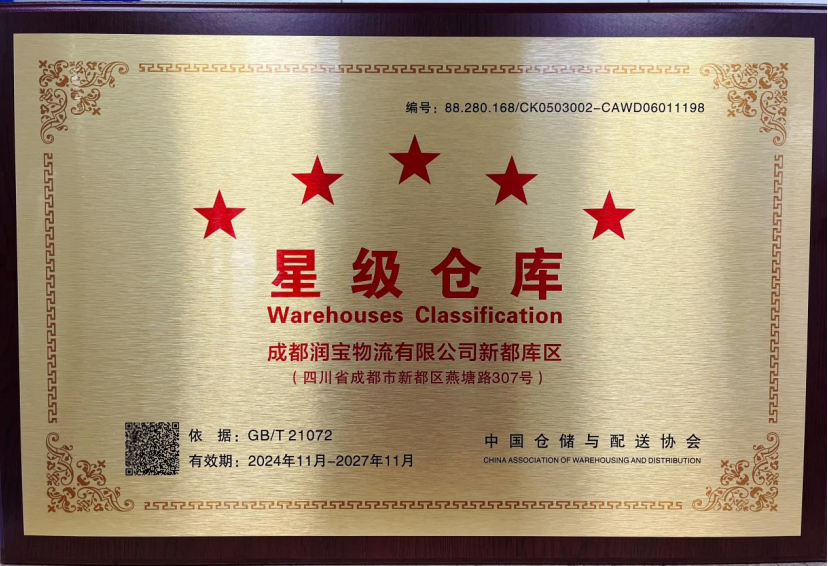 编号：88.280.168/CK0503002-CAWD06011198
星级仓库
Warehouses Classification
成都润宝物流有限公司新都库区
（四川省成都市新都区燕塘路307号）
依 据：GB/T 21072
有效期：2024年11月-2027年11月
中国仓储与配送协会
CHINA ASSOCIATION OF WAREHOUSING AND DISTRIBUTION